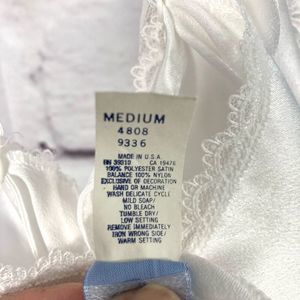 MEDIUM
4808
9336
MADE IN U.S.A.
RN 39310 CA 19476
100% POLYESTER SATIN
BALANCE 100% NYLON
EXCLUSIVE OF DECORATION
HAND OR MACHINE
WASH DELICATE CYCLE
MILD SOAP/
NO BLEACH
TUMBLE DRY/
LOW SETTING
REMOVE IMMEDIATELY
IRON WRONG SIDE/
WARM SETTING